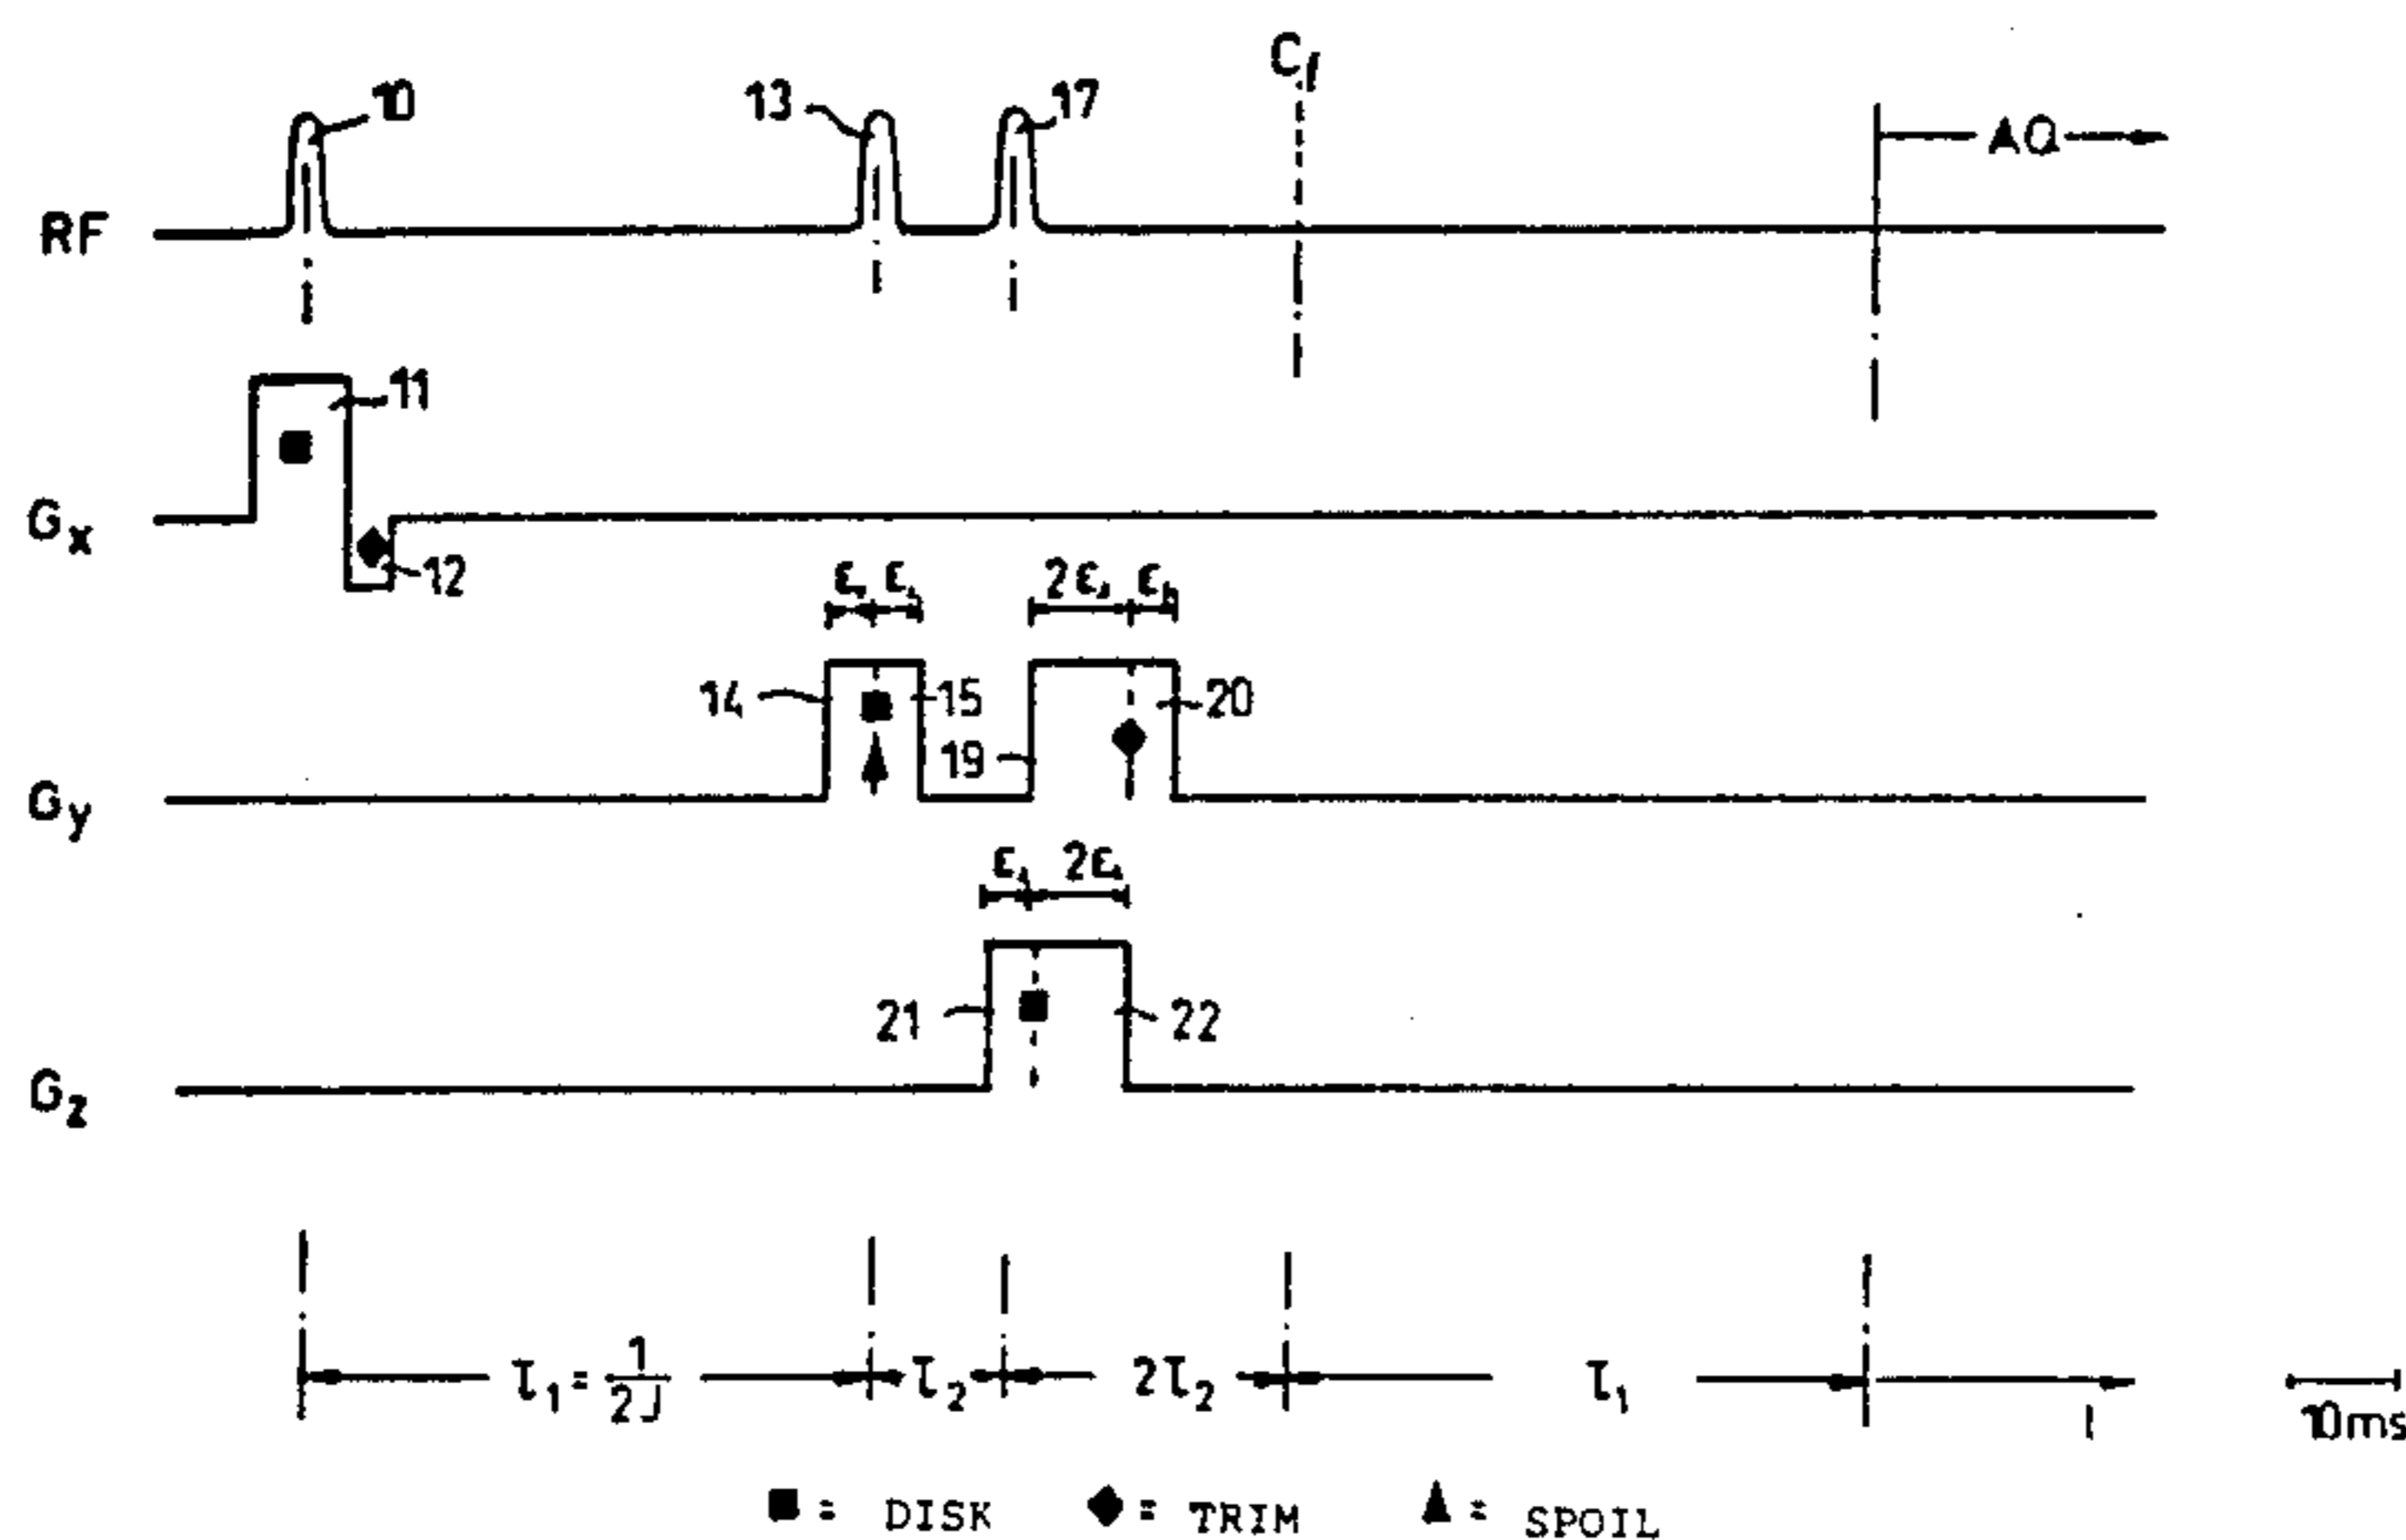 C₁
10
13
17
AQ
RF
11
Gx
12
ε₁ ε₁
2ε₁ ε₁
14
15
20
19
Gy
ε₁ 2ε₁
21
22
Gz
τ₁ = 1/2J
τ₂
2τ₂
τ₁
10ms
■ = DISK ◆ = TRIM ▲ = SPOIL